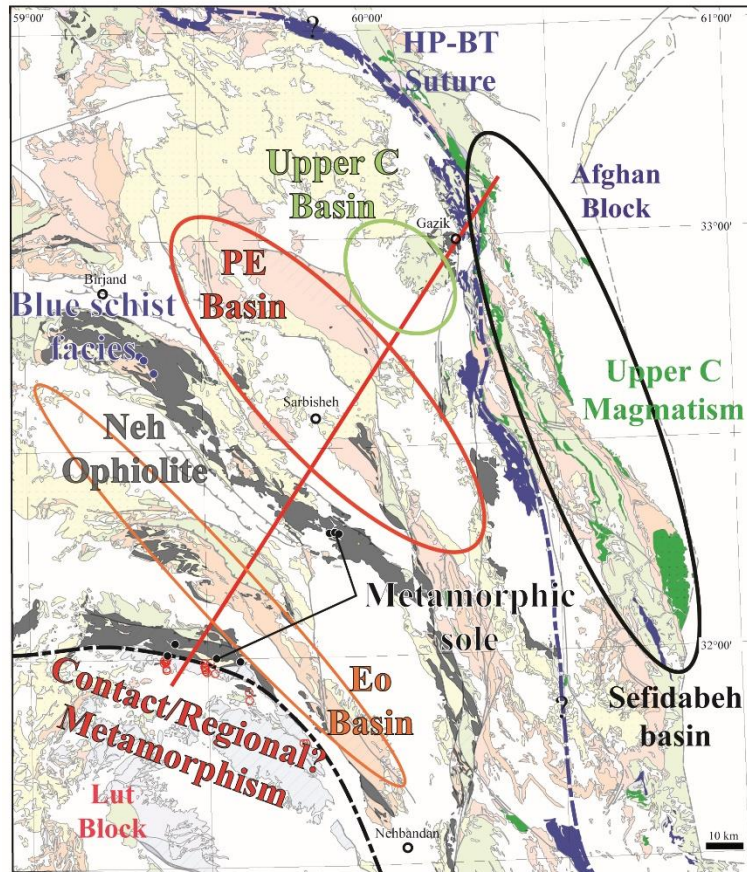 59°00'
60°00'
61°00'
?
HP-BT
Suture
Upper C
Basin
Afghan
Block
Gazik
33°00'
PE
Basin
Birjand
Blue schist
facies
Upper C
Magmatism
Sarbisheh
Neh
Ophiolite
Metamorphic
sole
32°00'
Contact/Regional?
Metamorphism
Eo
Basin
?
Sefidabeh
basin
Lut
Block
Nehbandan
10 km